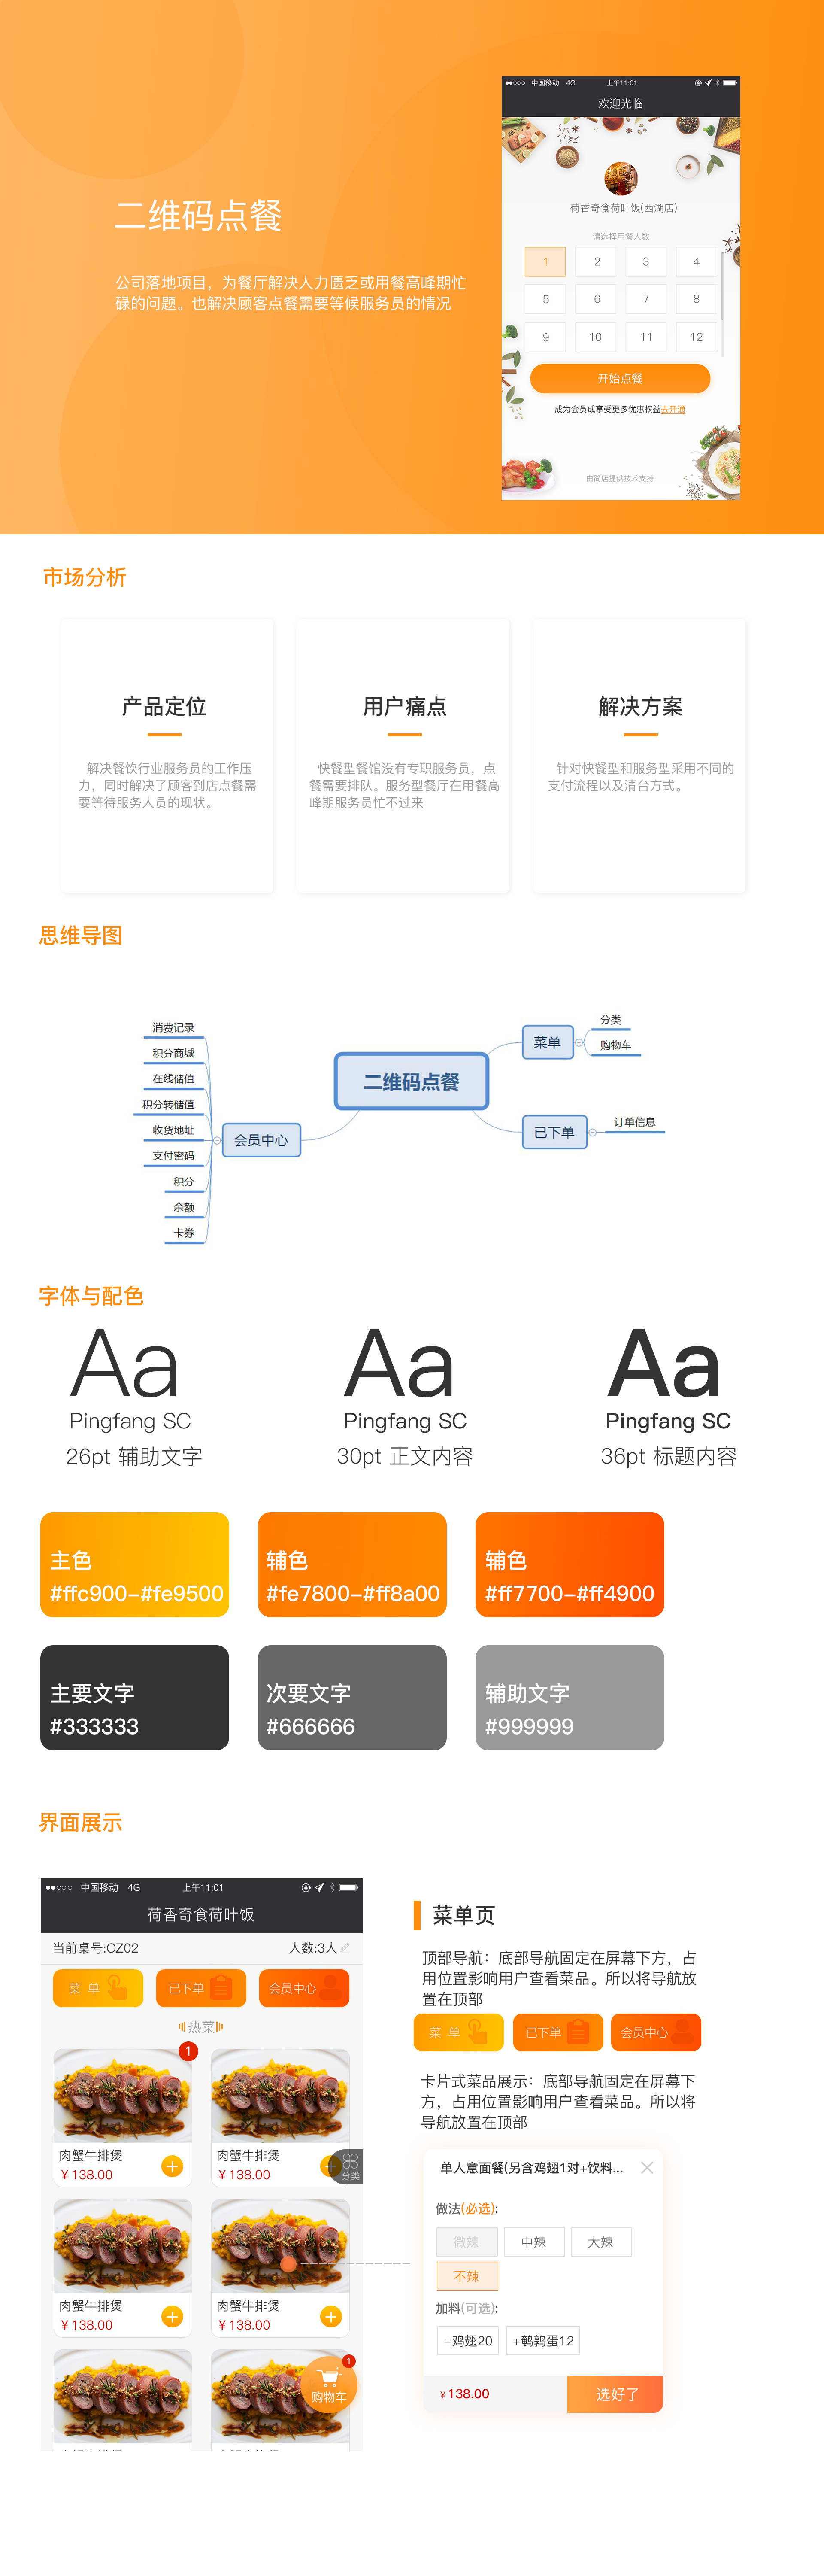 二维码点餐
公司落地项目，为餐厅解决人力匮乏或用餐高峰期忙
碌的问题。也解决顾客点餐需要等候服务员的情况
中国移动 4G 上午11:01
欢迎光临
荷香奇食荷叶饭(西湖店)
请选择用餐人数
1 2 3 4
5 6 7 8
9 10 11 12
开始点餐
成为会员成享受更多优惠权益去开通
由简店提供技术支持
市场分析
产品定位
解决餐饮行业服务员的工作压
力，同时解决了顾客到店点餐需
要等待服务人员的现状。
用户痛点
快餐型餐馆没有专职服务员，点
餐需要排队。服务型餐厅在用餐高
峰期服务员忙不过来
解决方案
针对快餐型和服务型采用不同的
支付流程以及清台方式。
思维导图
消费记录
积分商城
在线储值
积分转储值
收货地址
支付密码
积分
余额
卡券
会员中心
二维码点餐
菜单
分类
购物车
已下单
订单信息
字体与配色
Aa
Pingfang SC
26pt 辅助文字
Aa
Pingfang SC
30pt 正文内容
Aa
Pingfang SC
36pt 标题内容
主色
#ffc900-#fe9500
辅色
#fe7800-#ff8a00
辅色
#ff7700-#ff4900
主要文字
#333333
次要文字
#666666
辅助文字
#999999
界面展示
中国移动 4G 上午11:01
荷香奇食荷叶饭
当前桌号:CZ02 人数:3人
菜 单 已下单 会员中心
热菜
1
肉蟹牛排煲
￥138.00
肉蟹牛排煲
￥138.00
分类
肉蟹牛排煲
￥138.00
肉蟹牛排煲
￥138.00
1
购物车
菜单页
顶部导航：底部导航固定在屏幕下方，占
用位置影响用户查看菜品。所以将导航放
置在顶部
菜 单 已下单 会员中心
卡片式菜品展示：底部导航固定在屏幕下
方，占用位置影响用户查看菜品。所以将
导航放置在顶部
单人意面餐(另含鸡翅1对+饮料...
做法(必选):
微辣 中辣 大辣
不辣
加料(可选):
+鸡翅20 +鹌鹑蛋12
￥138.00 选好了